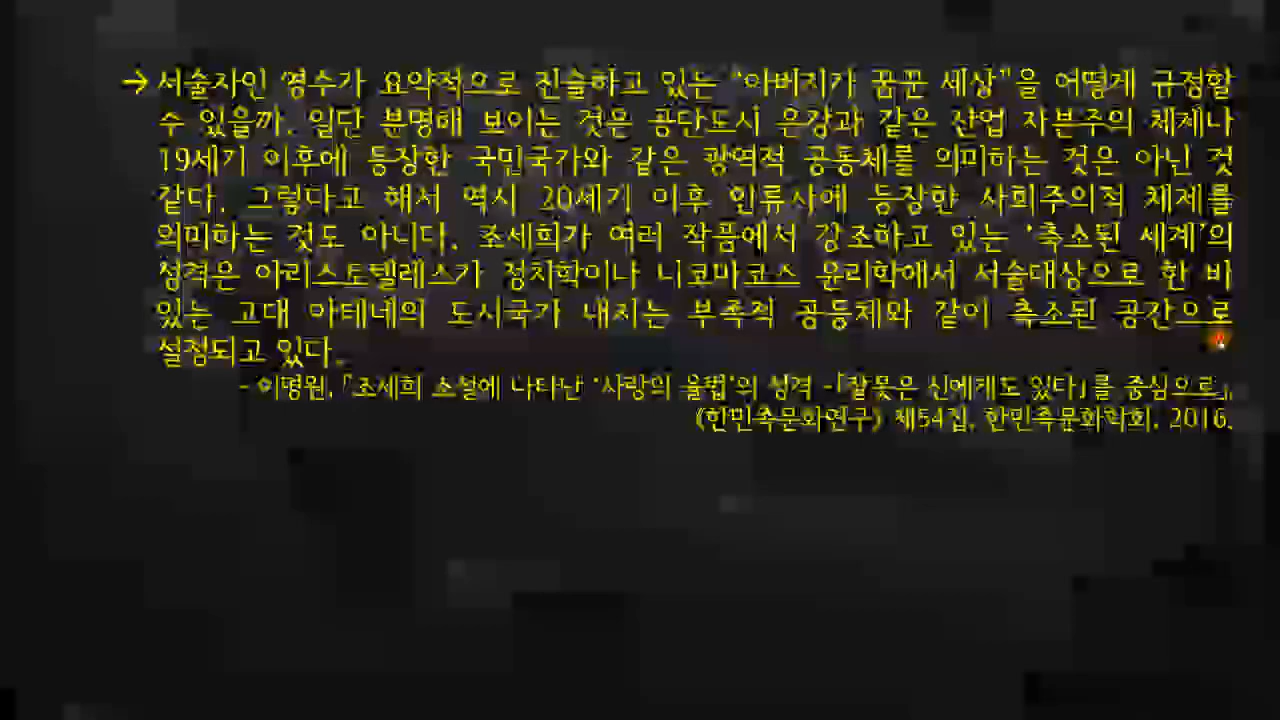 → 서술자인 영수가 요약적으로 진술하고 있는 "아버지가 꿈꾼 세상"을 어떻게 규정할
수 있을까. 일단 분명해 보이는 것은 공단도시 은강과 같은 산업 자본주의 체제나
19세기 이후에 등장한 국민국가와 같은 광역적 공동체를 의미하는 것은 아닌 것
같다. 그렇다고 해서 역시 20세기 이후 인류사에 등장한 사회주의적 체제를
의미하는 것도 아니다. 조세희가 여러 작품에서 강조하고 있는 '축소된 세계'의
성격은 아리스토텔레스가 정치학이나 니코마코스 윤리학에서 서술대상으로 한 바
있는 고대 아테네의 도시국가 내지는 부족적 공동체와 같이 축소된 공간으로
설정되고 있다.
- 이명원, 「조세희 소설에 나타난 '사랑의 율법'의 성격 -「잘못은 신에게도 있다」를 중심으로」,
(한민족문화연구) 제54집, 한민족문화학회, 2016.